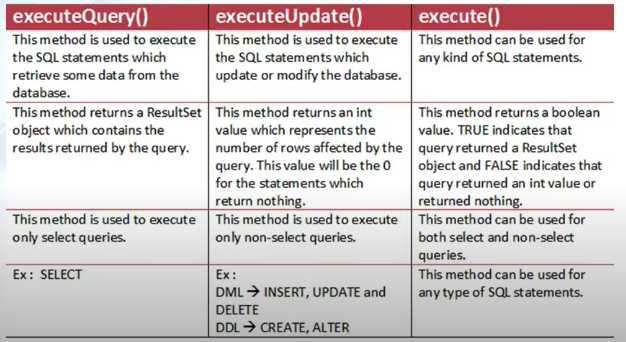 executeQuery()
executeUpdate()
execute()
This method is used to execute
the SQL statements which
retrieve some data from the
database.
This method is used to execute
the SQL statements which
update or modify the database.
This method can be used for
any kind of SQL statements.
This method returns a ResultSet
object which contains the
results returned by the query.
This method returns an int
value which represents the
number of rows affected by the
query. This value will be the 0
for the statements which
return nothing.
This method returns a boolean
value. TRUE indicates that
query returned a ResultSet
object and FALSE indicates that
query returned an int value or
returned nothing.
This method is used to execute
only select queries.
This method is used to execute
only non-select queries.
This method can be used for
both select and non-select
queries.
Ex: SELECT
Ex:
DML → INSERT, UPDATE and
DELETE
DDL → CREATE, ALTER
This method can be used for
any type of SQL statements.